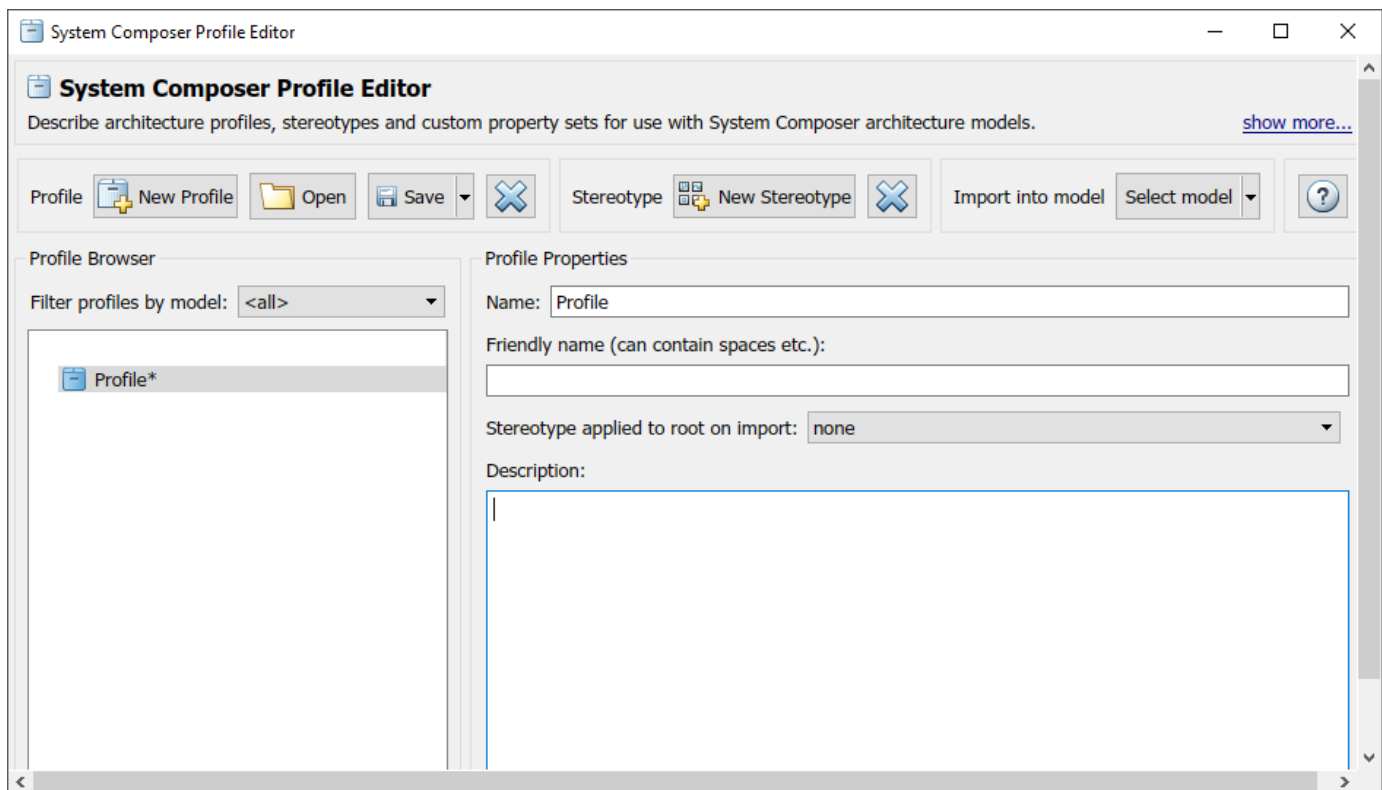 System Composer Profile Editor
System Composer Profile Editor
Describe architecture profiles, stereotypes and custom property sets for use with System Composer architecture models. show more...
Profile New Profile Open Save Stereotype New Stereotype Import into model Select model ?
Profile Browser
Filter profiles by model: <all>
Profile*
Profile Properties
Name: Profile
Friendly name (can contain spaces etc.):
Stereotype applied to root on import: none
Description: